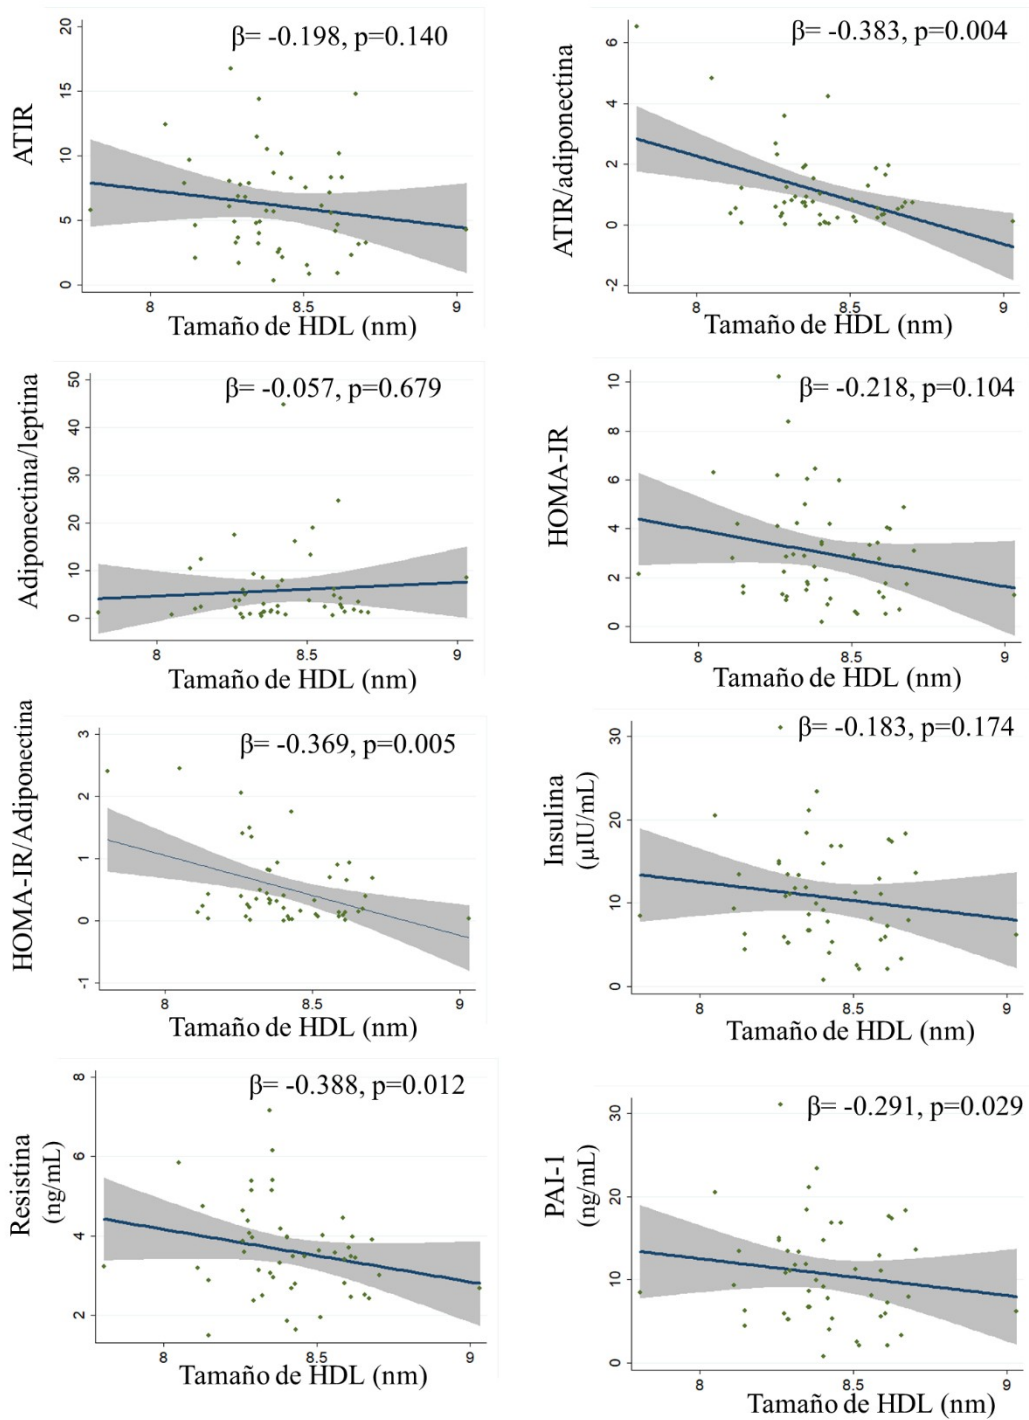 β= -0.198, p=0.140
ATIR
20
15
10
5
0
8
8.5
9
Tamaño de HDL (nm)
β= -0.383, p=0.004
ATIR/adiponectina
6
4
2
0
-2
8
8.5
9
Tamaño de HDL (nm)
β= -0.057, p=0.679
Adiponectina/leptina
50
40
30
20
10
0
8
8.5
9
Tamaño de HDL (nm)
β= -0.218, p=0.104
HOMA-IR
10
8
6
4
2
0
8
8.5
9
Tamaño de HDL (nm)
β= -0.369, p=0.005
HOMA-IR/Adiponectina
3
2
1
0
-1
8
8.5
9
Tamaño de HDL (nm)
β= -0.183, p=0.174
Insulina
(µIU/mL)
30
20
10
0
8
8.5
9
Tamaño de HDL (nm)
β= -0.388, p=0.012
Resistina
(ng/mL)
8
6
4
2
8
8.5
9
Tamaño de HDL (nm)
β= -0.291, p=0.029
PAI-1
(ng/mL)
30
20
10
0
8
8.5
9
Tamaño de HDL (nm)